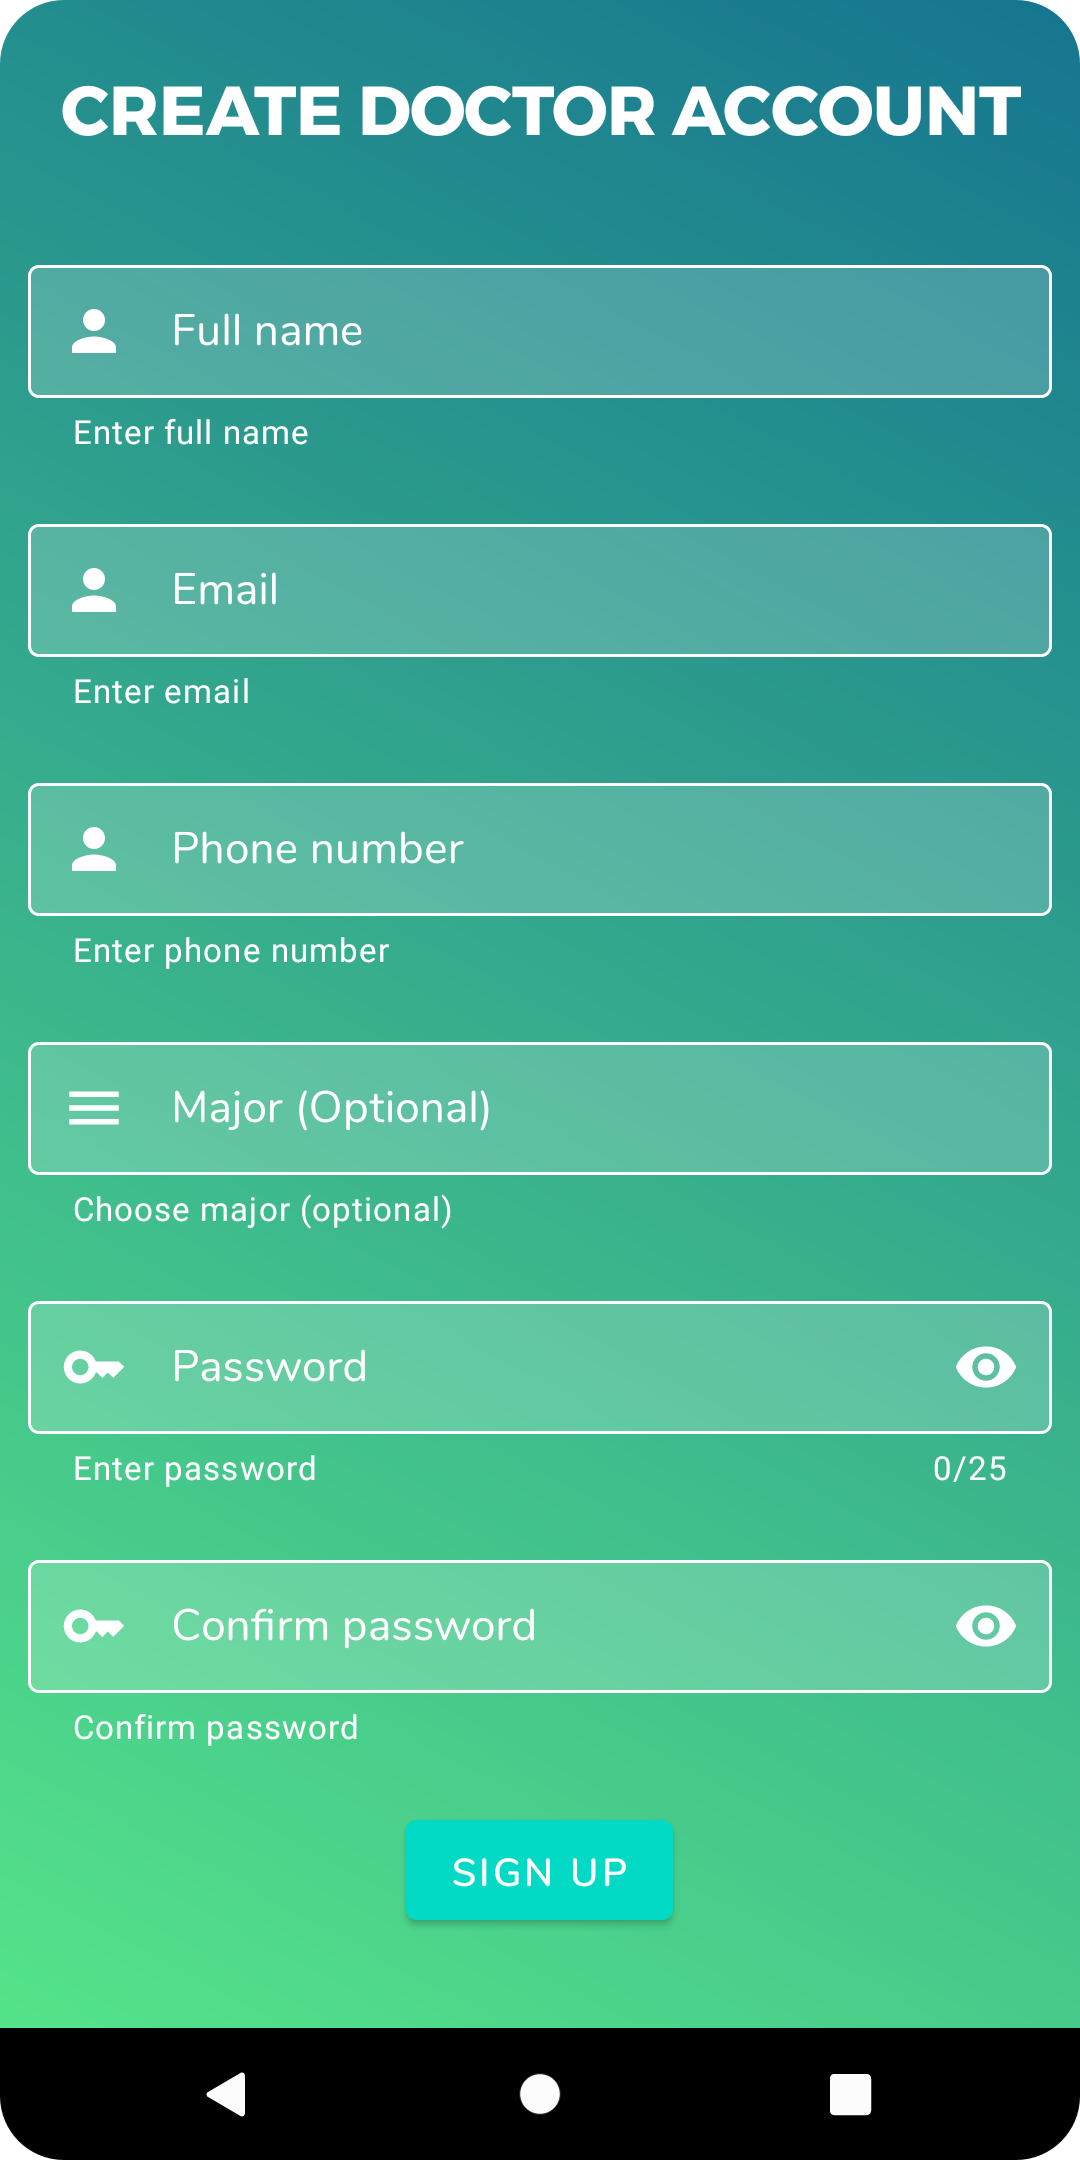 CREATE DOCTOR ACCOUNT
Full name
Enter full name
Email
Enter email
Phone number
Enter phone number
Major (Optional)
Choose major (optional)
Password
Enter password 0/25
Confirm password
Confirm password
SIGN UP